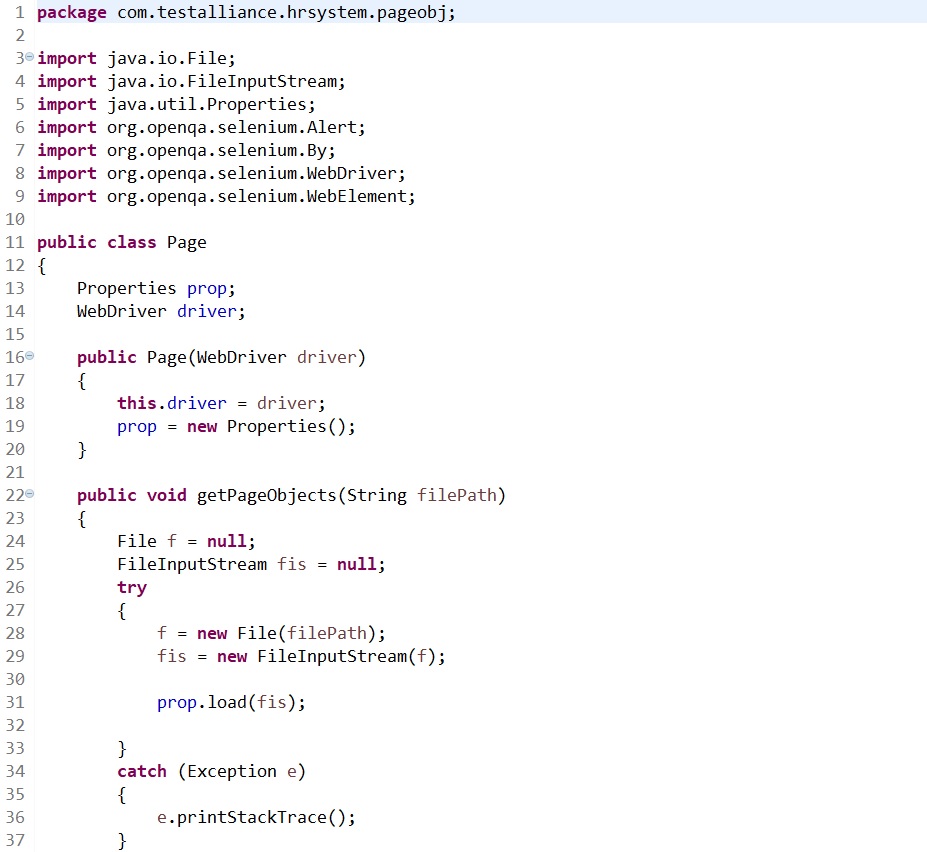 1 package com.testalliance.hrsystem.pageobj;
2
3 import java.io.File;
4 import java.io.FileInputStream;
5 import java.util.Properties;
6 import org.openqa.selenium.Alert;
7 import org.openqa.selenium.By;
8 import org.openqa.selenium.WebDriver;
9 import org.openqa.selenium.WebElement;
10
11 public class Page
12 {
13     Properties prop;
14     WebDriver driver;
15
16     public Page(WebDriver driver)
17     {
18         this.driver = driver;
19         prop = new Properties();
20     }
21
22     public void getPageObjects(String filePath)
23     {
24         File f = null;
25         FileInputStream fis = null;
26         try
27         {
28             f = new File(filePath);
29             fis = new FileInputStream(f);
30
31             prop.load(fis);
32
33         }
34         catch (Exception e)
35         {
36             e.printStackTrace();
37         }